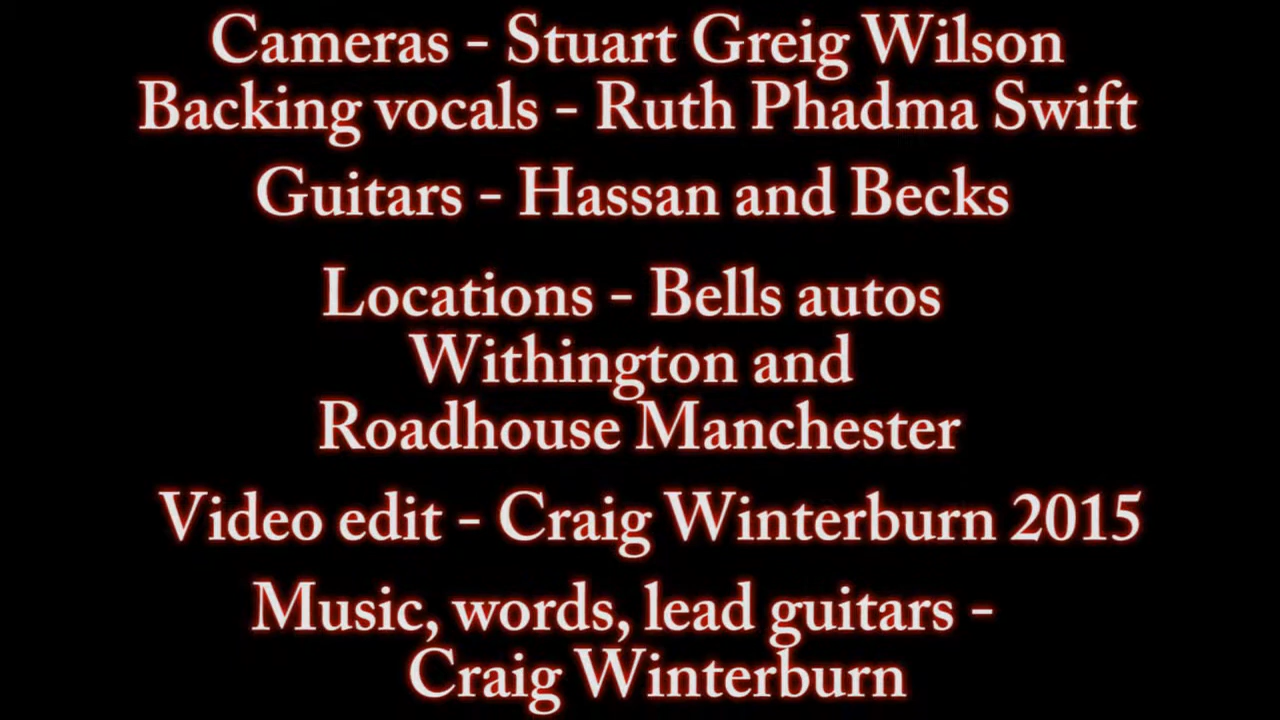 Cameras - Stuart Greig Wilson
Backing vocals - Ruth Phadma Swift
Guitars - Hassan and Becks
Locations - Bells autos
Withington and
Roadhouse Manchester
Video edit - Craig Winterburn 2015
Music, words, lead guitars -
Craig Winterburn